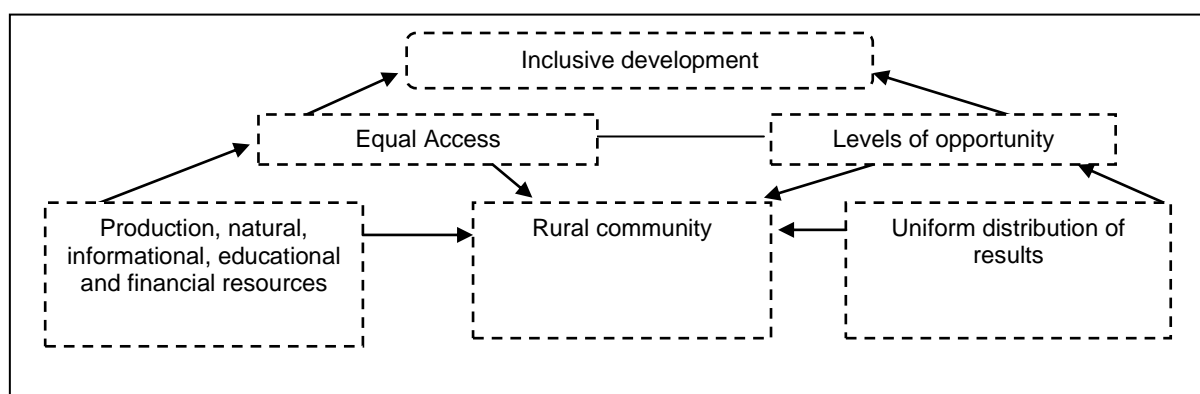 Inclusive development
Equal Access
Levels of opportunity
Production, natural,
informational, educational
and financial resources
Rural community
Uniform distribution of
results